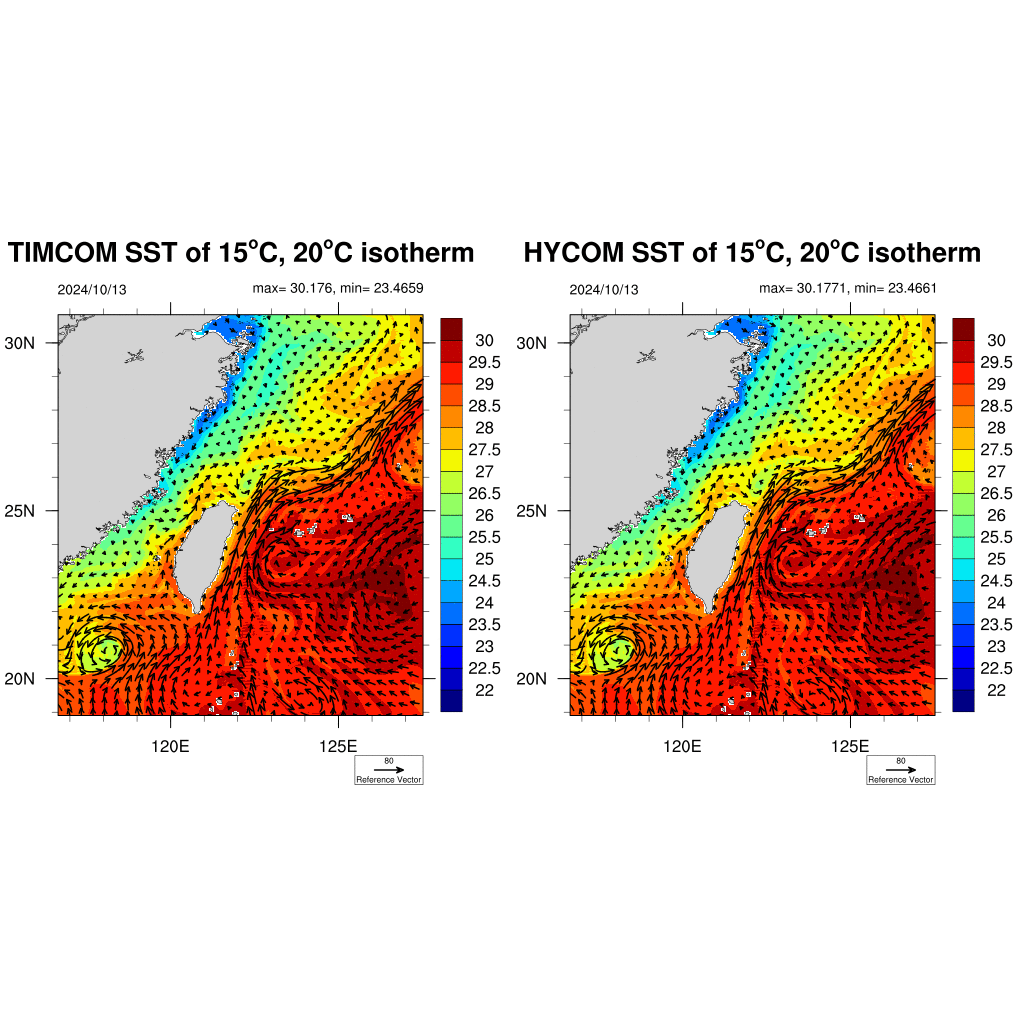 TIMCOM SST of 15°C, 20°C isotherm
2024/10/13
max= 30.176, min= 23.4659
30N
25N
20N
120E
125E
30
29.5
29
28.5
28
27.5
27
26.5
26
25.5
25
24.5
24
23.5
23
22.5
22
80
Reference Vector
HYCOM SST of 15°C, 20°C isotherm
2024/10/13
max= 30.1771, min= 23.4661
30N
25N
20N
120E
125E
30
29.5
29
28.5
28
27.5
27
26.5
26
25.5
25
24.5
24
23.5
23
22.5
22
80
Reference Vector